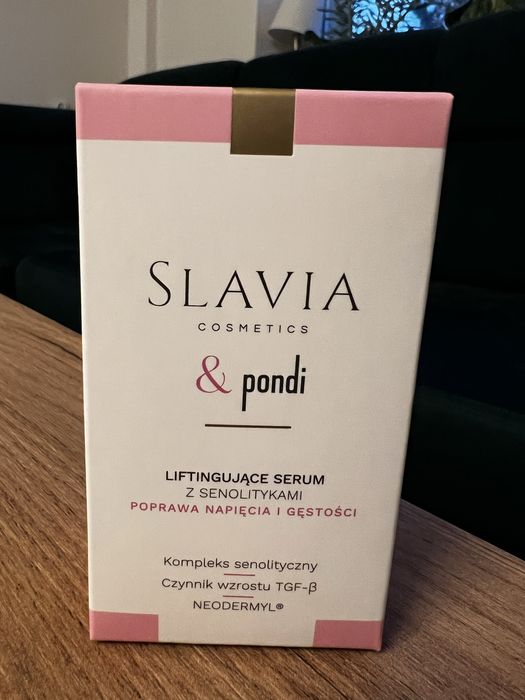 SLAVIA
COSMETICS
& pondi
LIFTINGUJĄCE SERUM
Z SENOLITYKAMI
POPRAWA NAPIĘCIA I GĘSTOŚCI
Kompleks senolityczny
Czynnik wzrostu TGF-β
NEODERMYL®